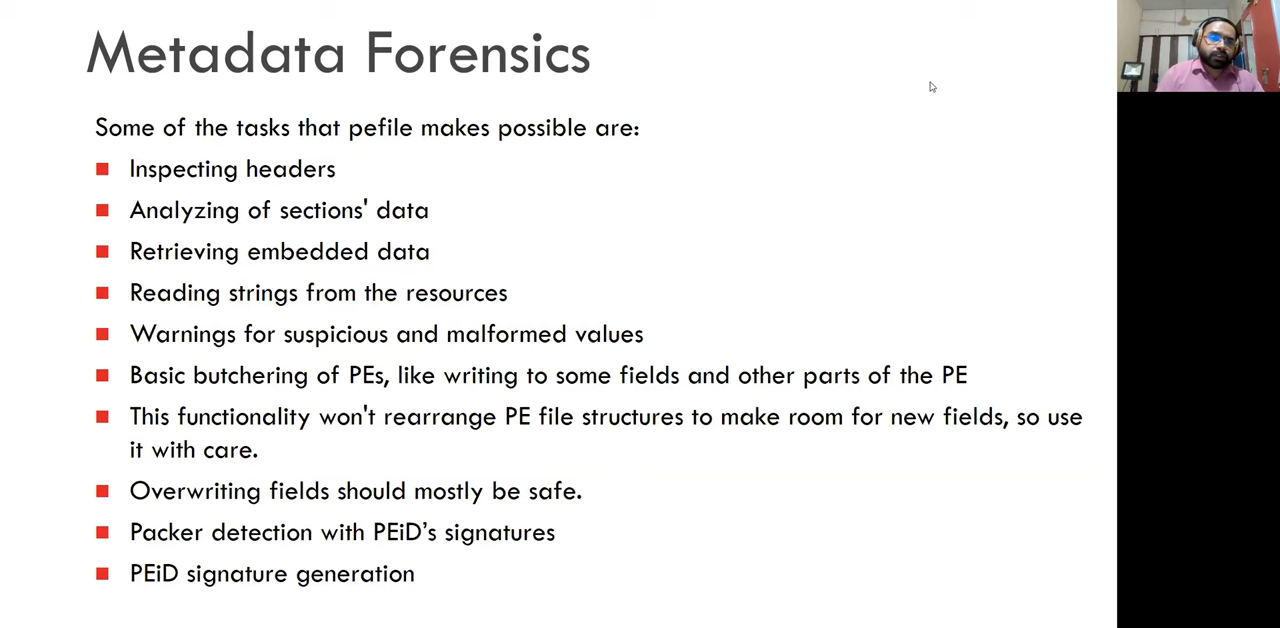 Metadata Forensics
Some of the tasks that pefile makes possible are:
Inspecting headers
Analyzing of sections' data
Retrieving embedded data
Reading strings from the resources
Warnings for suspicious and malformed values
Basic butchering of PEs, like writing to some fields and other parts of the PE
This functionality won't rearrange PE file structures to make room for new fields, so use
it with care.
Overwriting fields should mostly be safe.
Packer detection with PEiD’s signatures
PEiD signature generation